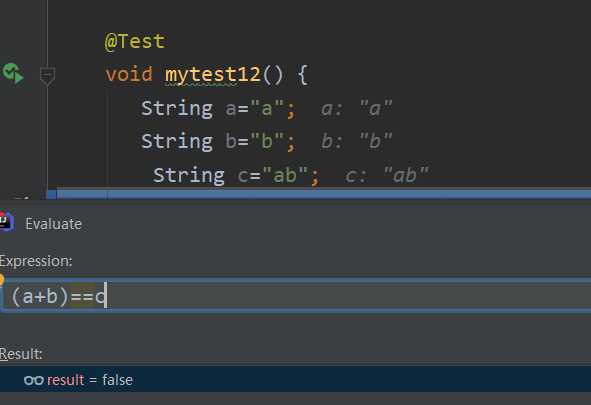 @Test
void mytest12() {
String a="a"; a: "a"
String b="b"; b: "b"
String c="ab"; c: "ab"
Evaluate
Expression:
(a+b)==c
Result:
result = false